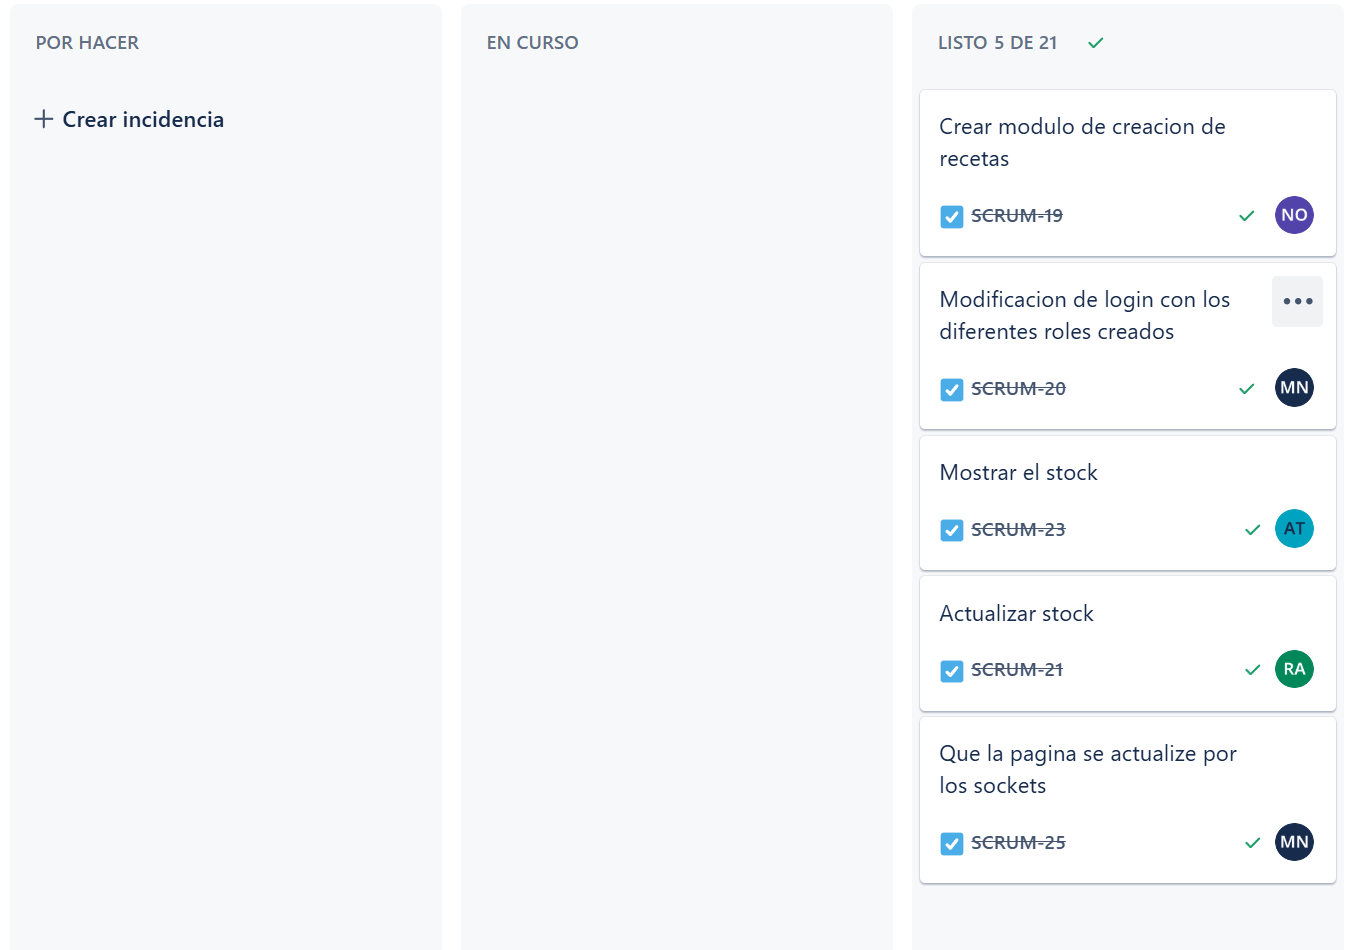 POR HACER
EN CURSO
LISTO 5 DE 21
Crear incidencia
Crear modulo de creacion de
recetas
SCRUM-19
NO
Modificacion de login con los
diferentes roles creados
SCRUM-20
MN
Mostrar el stock
SCRUM-23
AT
Actualizar stock
SCRUM-21
RA
Que la pagina se actualize por
los sockets
SCRUM-25
MN